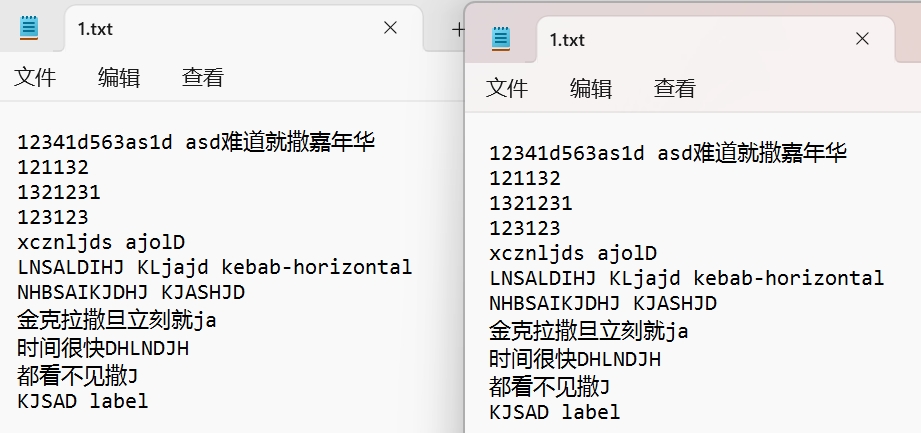 1.txt
文件 编辑 查看
12341d563as1d asd难道就撒嘉年华
121132
1321231
123123
xcznljds ajolD
LNSALDIHJ KLjajd kebab-horizontal
NHBSAIKJDHJ KJASHJD
金克拉撒旦立刻就ja
时间很快DHLNDJH
都看不见撒J
KJSAD label
1.txt
文件 编辑 查看
12341d563as1d asd难道就撒嘉年华
121132
1321231
123123
xcznljds ajolD
LNSALDIHJ KLjajd kebab-horizontal
NHBSAIKJDHJ KJASHJD
金克拉撒旦立刻就ja
时间很快DHLNDJH
都看不见撒J
KJSAD label